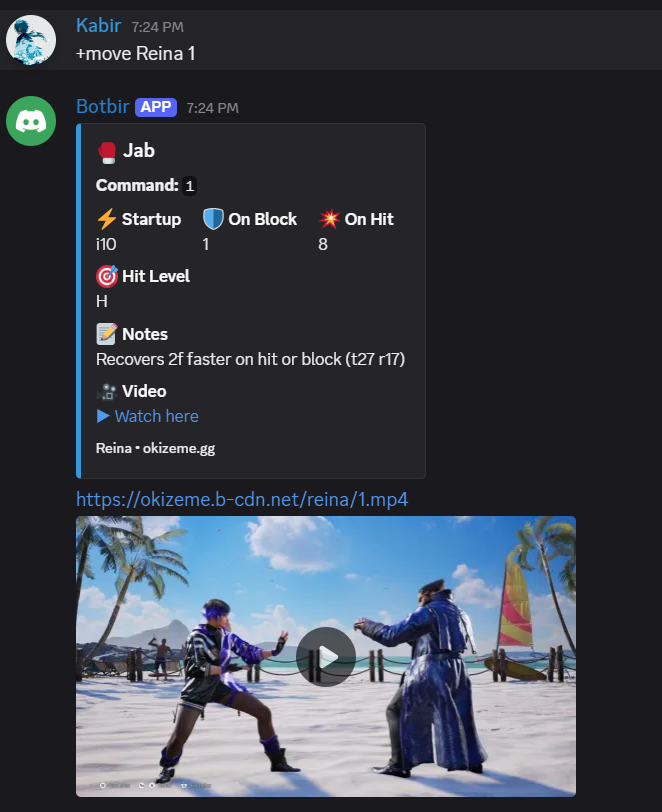 Kabir 7:24 PM
+move Reina 1
Botbir APP 7:24 PM
Jab
Command: 1
Startup On Block On Hit
i10 1 8
Hit Level
H
Notes
Recovers 2f faster on hit or block (t27 r17)
Video
Watch here
Reina • okizeme.gg
https://okizeme.b-cdn.net/reina/1.mp4